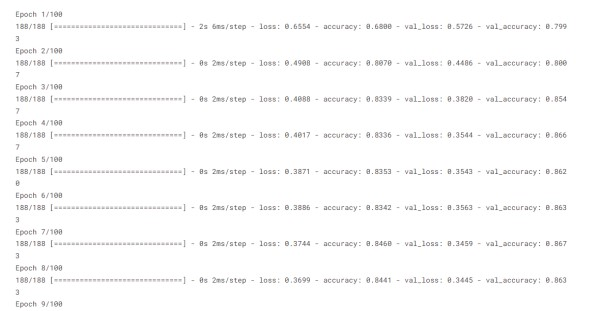 Epoch 1/100
188/188 [==============================] - 2s 6ms/step - loss: 0.6554 - accuracy: 0.6800 - val_loss: 0.5726 - val_accuracy: 0.799
3
Epoch 2/100
188/188 [==============================] - 0s 2ms/step - loss: 0.4908 - accuracy: 0.8070 - val_loss: 0.4486 - val_accuracy: 0.800
7
Epoch 3/100
188/188 [==============================] - 0s 2ms/step - loss: 0.4088 - accuracy: 0.8339 - val_loss: 0.3820 - val_accuracy: 0.854
7
Epoch 4/100
188/188 [==============================] - 0s 2ms/step - loss: 0.4017 - accuracy: 0.8336 - val_loss: 0.3544 - val_accuracy: 0.866
7
Epoch 5/100
188/188 [==============================] - 0s 2ms/step - loss: 0.3871 - accuracy: 0.8353 - val_loss: 0.3543 - val_accuracy: 0.862
0
Epoch 6/100
188/188 [==============================] - 0s 2ms/step - loss: 0.3886 - accuracy: 0.8342 - val_loss: 0.3563 - val_accuracy: 0.863
3
Epoch 7/100
188/188 [==============================] - 0s 2ms/step - loss: 0.3744 - accuracy: 0.8460 - val_loss: 0.3459 - val_accuracy: 0.867
3
Epoch 8/100
188/188 [==============================] - 0s 2ms/step - loss: 0.3699 - accuracy: 0.8441 - val_loss: 0.3445 - val_accuracy: 0.863
3
Epoch 9/100